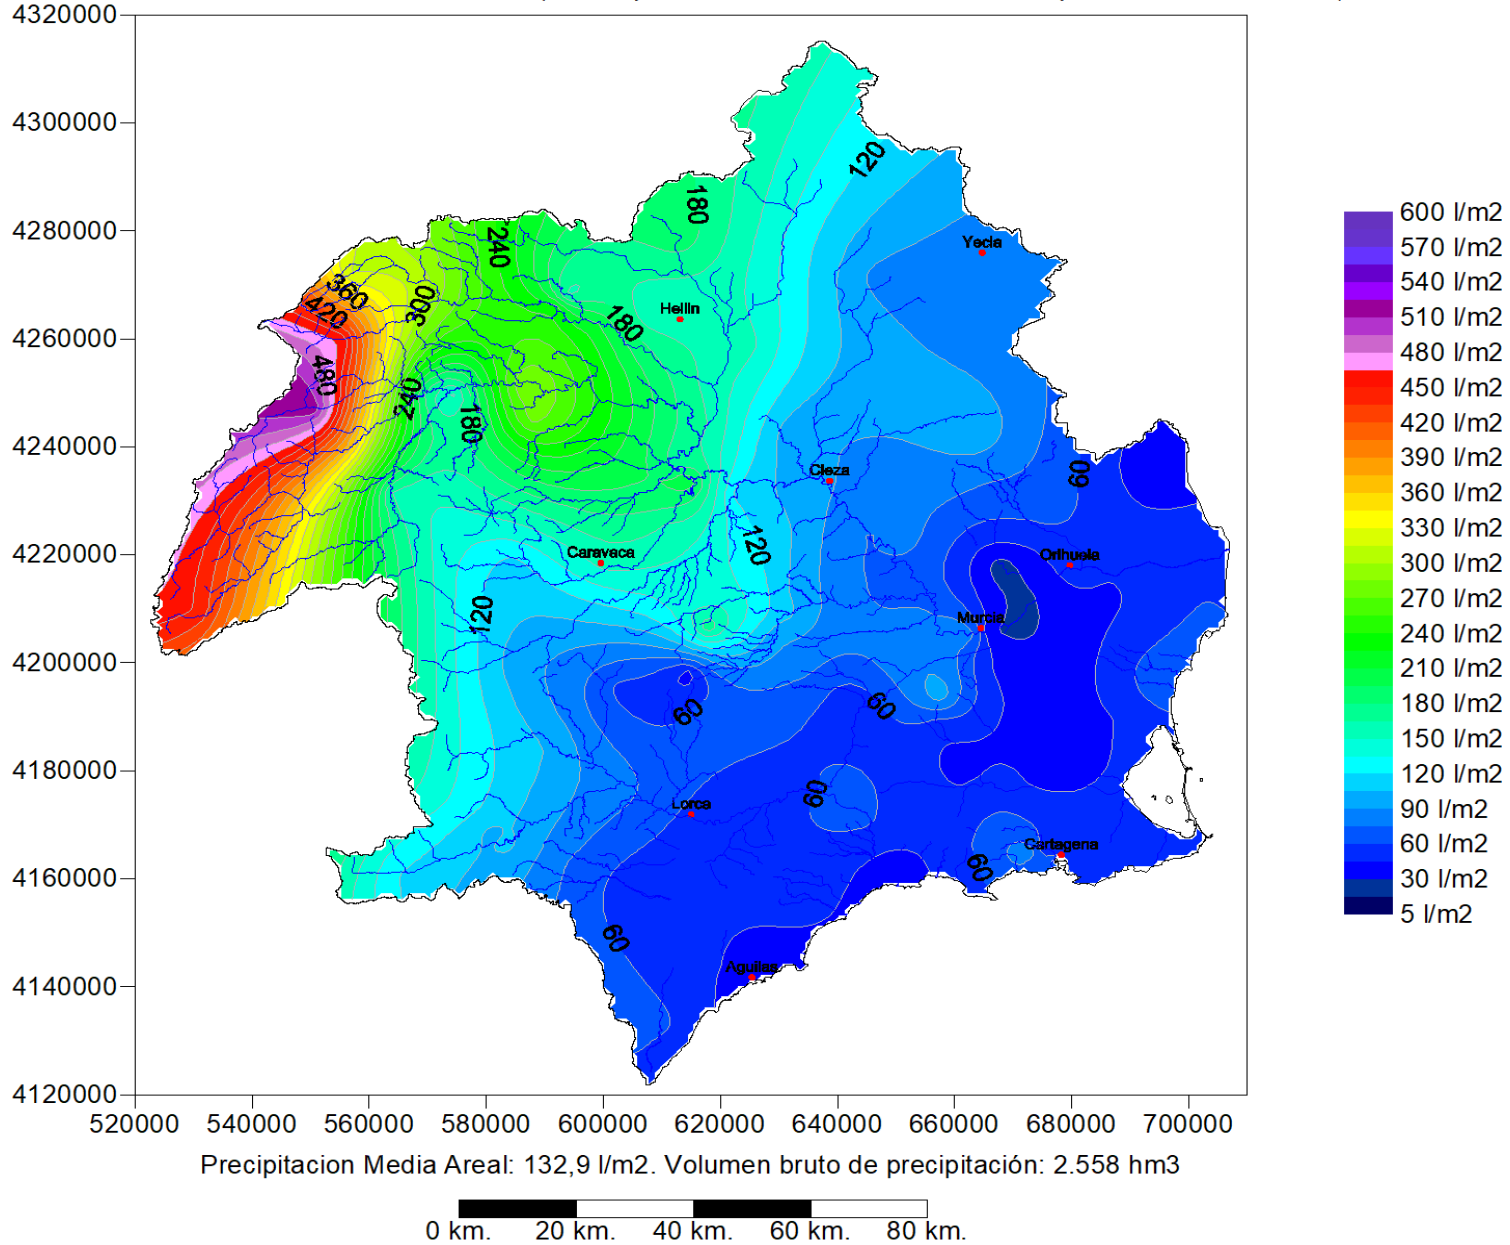 4320000
4300000
4280000
4260000
4240000
4220000
4200000
4180000
4160000
4140000
4120000
520000 540000 560000 580000 600000 620000 640000 660000 680000 700000
120
180
240
Yecla
360
420
300
Hellin
180
480
240
180
Cieza
60
120
Caravaca
Orihuela
120
Murcia
60
60
60
Lorca
Cartagena
60
60
Aguilas
600 l/m2
570 l/m2
540 l/m2
510 l/m2
480 l/m2
450 l/m2
420 l/m2
390 l/m2
360 l/m2
330 l/m2
300 l/m2
270 l/m2
240 l/m2
210 l/m2
180 l/m2
150 l/m2
120 l/m2
90 l/m2
60 l/m2
30 l/m2
5 l/m2
Precipitacion Media Areal: 132,9 l/m2. Volumen bruto de precipitación: 2.558 hm3
0 km. 20 km. 40 km. 60 km. 80 km.